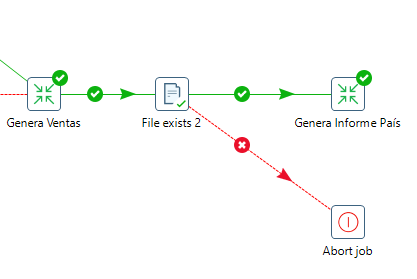 Genera Ventas
File exists 2
Genera Informe País
Abort job